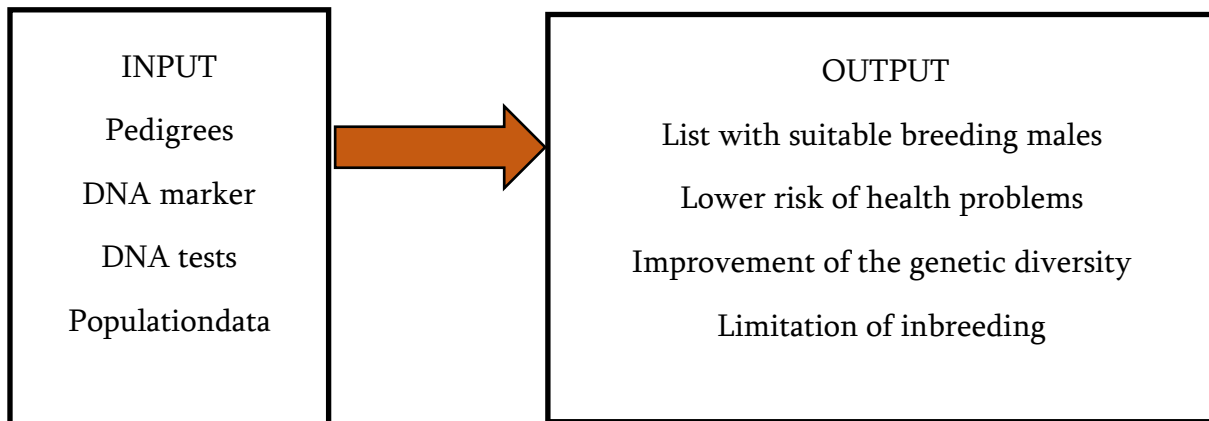 INPUT
Pedigrees
DNA marker
DNA tests
Populationdata
OUTPUT
List with suitable breeding males
Lower risk of health problems
Improvement of the genetic diversity
Limitation of inbreeding